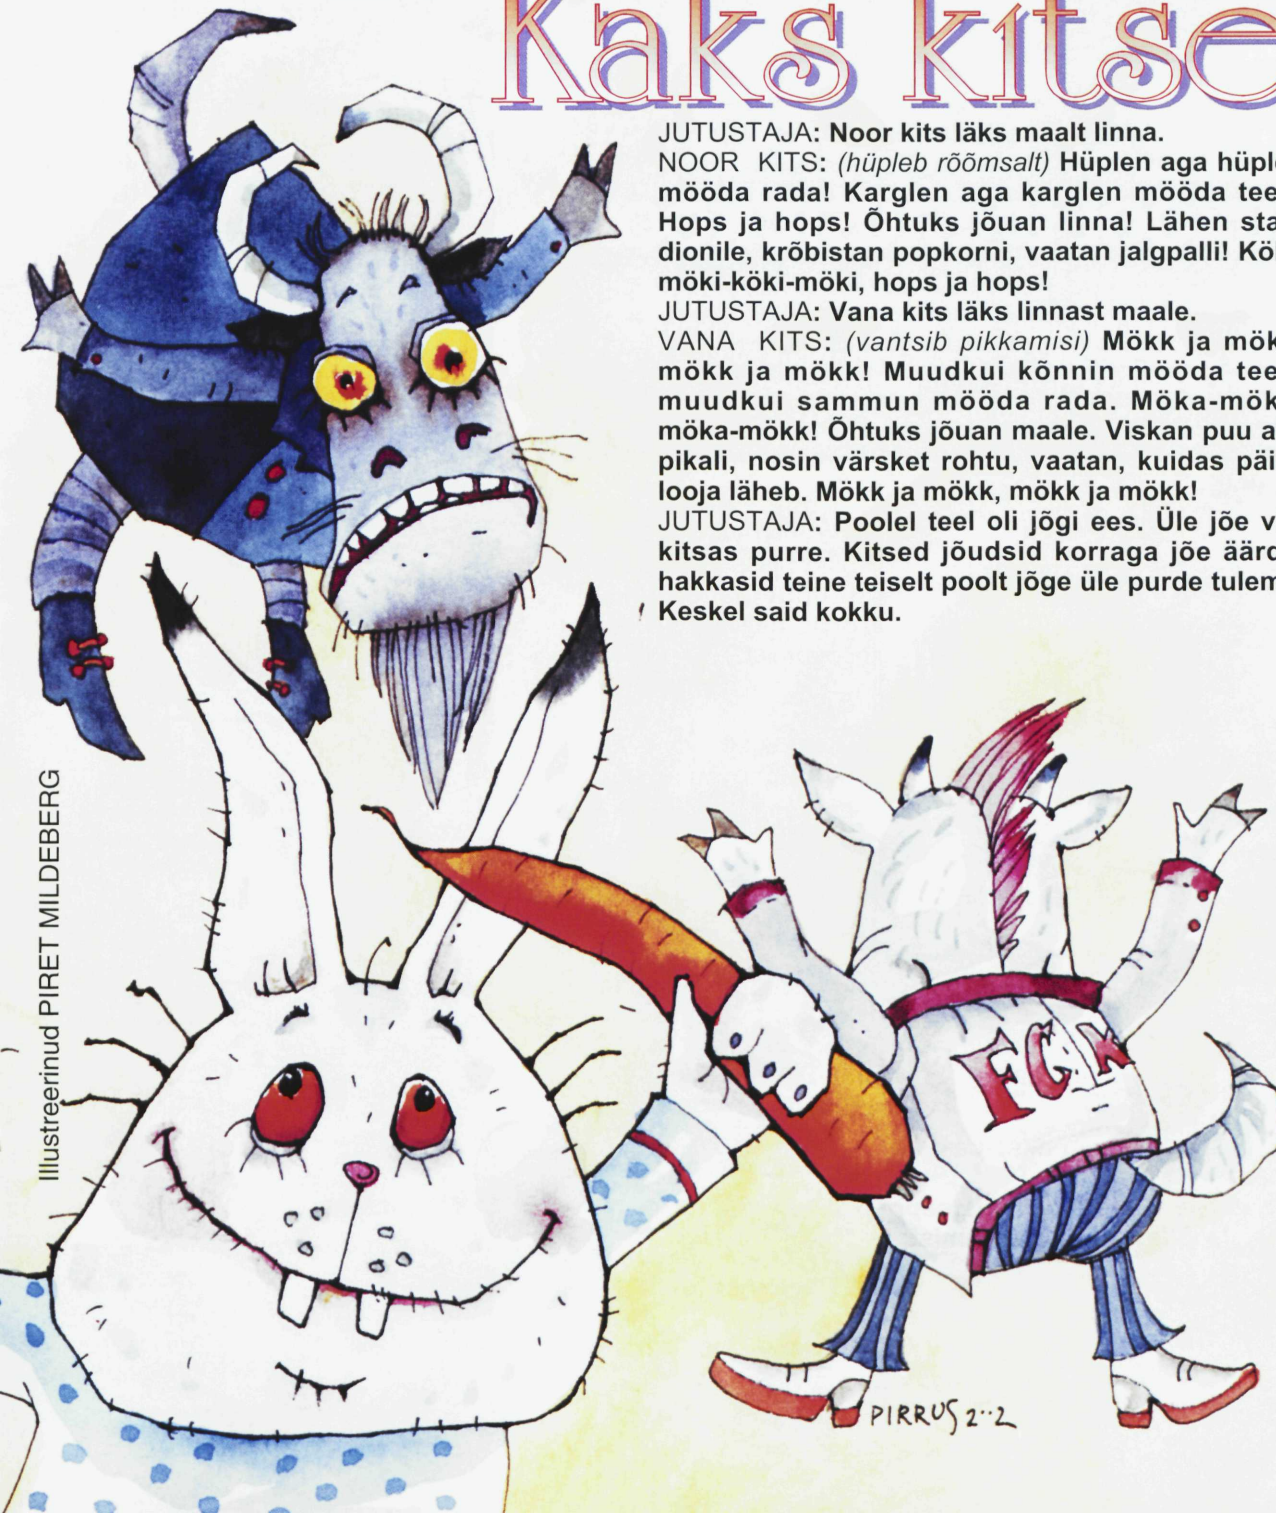 Kaks kitse
JUTUSTAJA: Noor kits läks maalt linna.
NOOR KITS: (hüpleb rõõmsalt) Hüplen aga hüple
mööda rada! Karglen aga karglen mööda tee
Hops ja hops! Õhtuks jõuan linna! Lähen sta
dionile, krõbistan popkorni, vaatan jalgpalli! Kö
möki-köki-möki, hops ja hops!
JUTUSTAJA: Vana kits läks linnast maale.
VANA KITS: (vantsib pikkamisi) Mökk ja mök
mökk ja mökk! Muudkui kõnnin mööda tee
muudkui sammun mööda rada. Möka-mök
möka-mökk! Õhtuks jõuan maale. Viskan puu a
pikali, nosin värsket rohtu, vaatan, kuidas päi
looja läheb. Mökk ja mökk, mökk ja mökk!
JUTUSTAJA: Poolel teel oli jõgi ees. Üle jõe v
kitsas purre. Kitsed jõudsid korraga jõe äärd
hakkasid teine teiselt poolt jõge üle purde tulem
Keskel said kokku.
Illustreerinud PIRET MILDEBERG
FC
PIRRUS 2··2